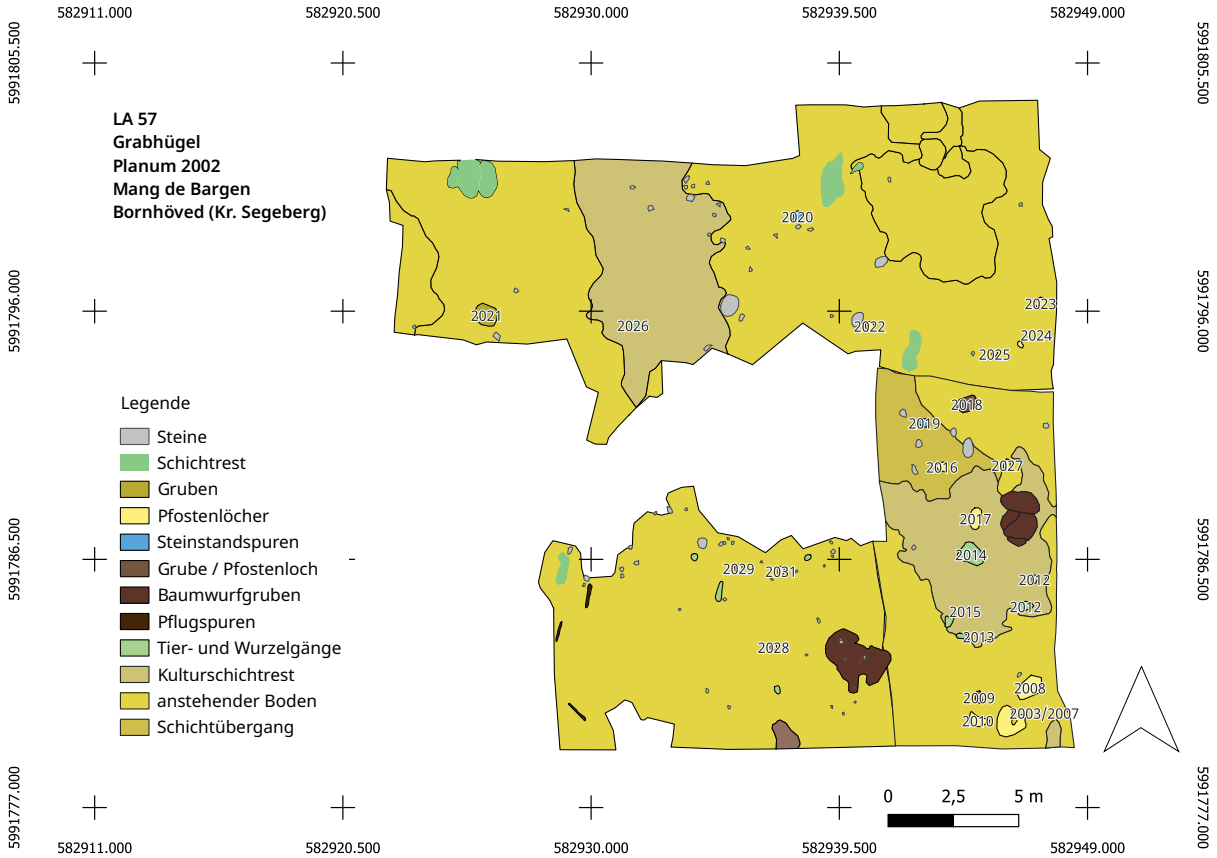 582911.000 582920.500 582930.000 582939.500 582949.000
5991805.500 5991805.500
LA 57
Grabhügel
Planum 2002
Mang de Bargen
Bornhöved (Kr. Segeberg)
2020
5991796.000 5991796.000
2023
2021
2026
2022
2024
2025
Legende
Steine
Schichtrest
Gruben
Pfostenlöcher
Steinstandspuren
Grube / Pfostenloch
Baumwurfgruben
Pflugspuren
Tier- und Wurzelgänge
Kulturschichtrest
anstehender Boden
Schichtübergang
2018
2019
2016
2027
2017
5991786.500 5991786.500
2014
2029
2031
2012
2012
2015
2013
2028
2008
2009
2010
2003/2007
5991777.000 5991777.000
0 2,5 5 m
582911.000 582920.500 582930.000 582939.500 582949.000